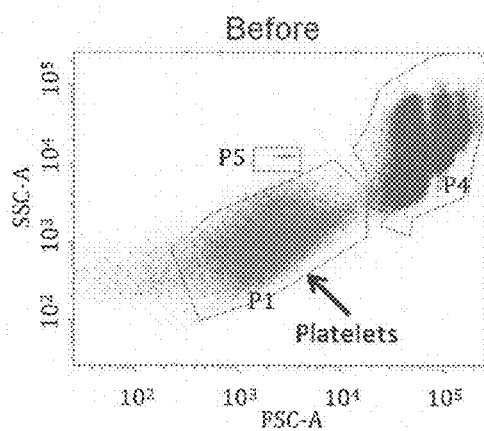 Before
10⁵
10⁴
10³
10²
SSC-A
P5
P4
P1
Platelets
10² 10³ 10⁴ 10⁵
FSC-A